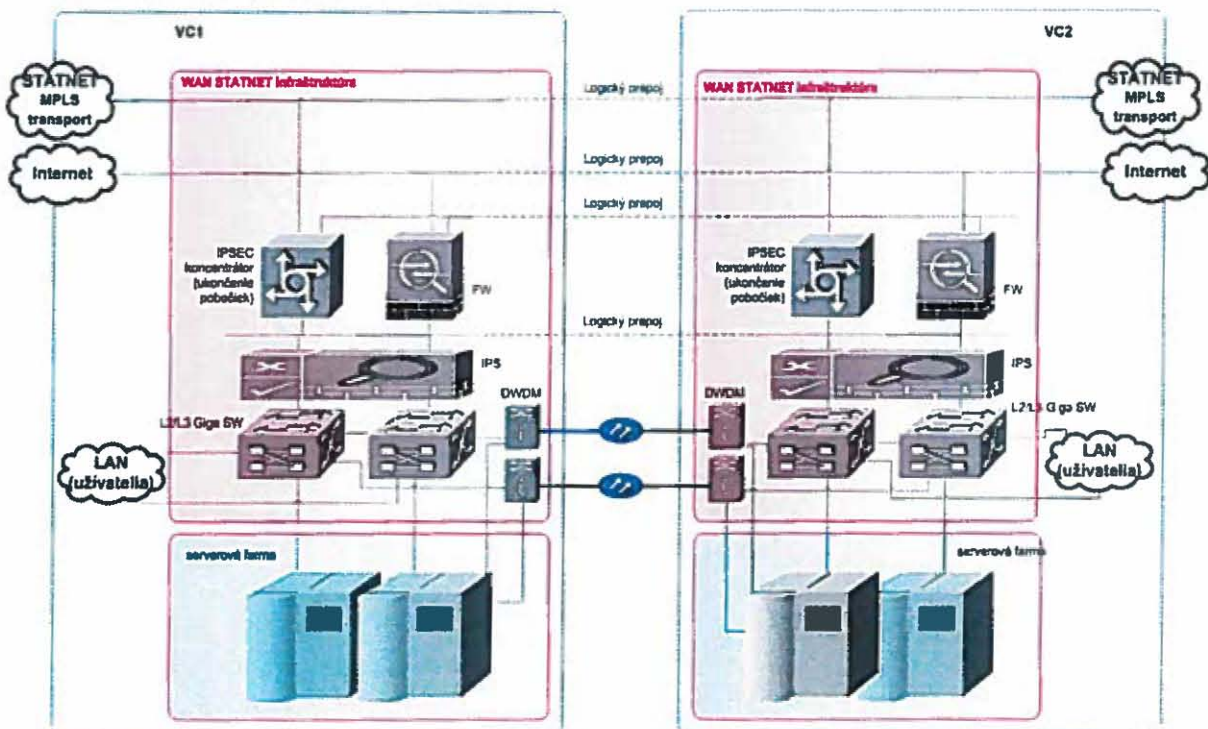 VC1
VC2
WAN STATNET infraštruktúra
WAN STATNET infraštruktúra
STATNET
MPLS
transport
Logický prepoj
STATNET
MPLS
transport
Internet
Logický prepoj
Internet
Logický prepoj
IPSEC
koncentrátor
(ukončenie
pobočiek)
FW
IPSEC
koncentrátor
(ukončenie
pobočiek)
FW
Logický prepoj
IPS
IPS
DWDM
DWDM
L2/L3 Giga SW
L2/L3 Giga SW
LAN
(užívatelia)
LAN
(užívatelia)
serverová farma
serverová farma